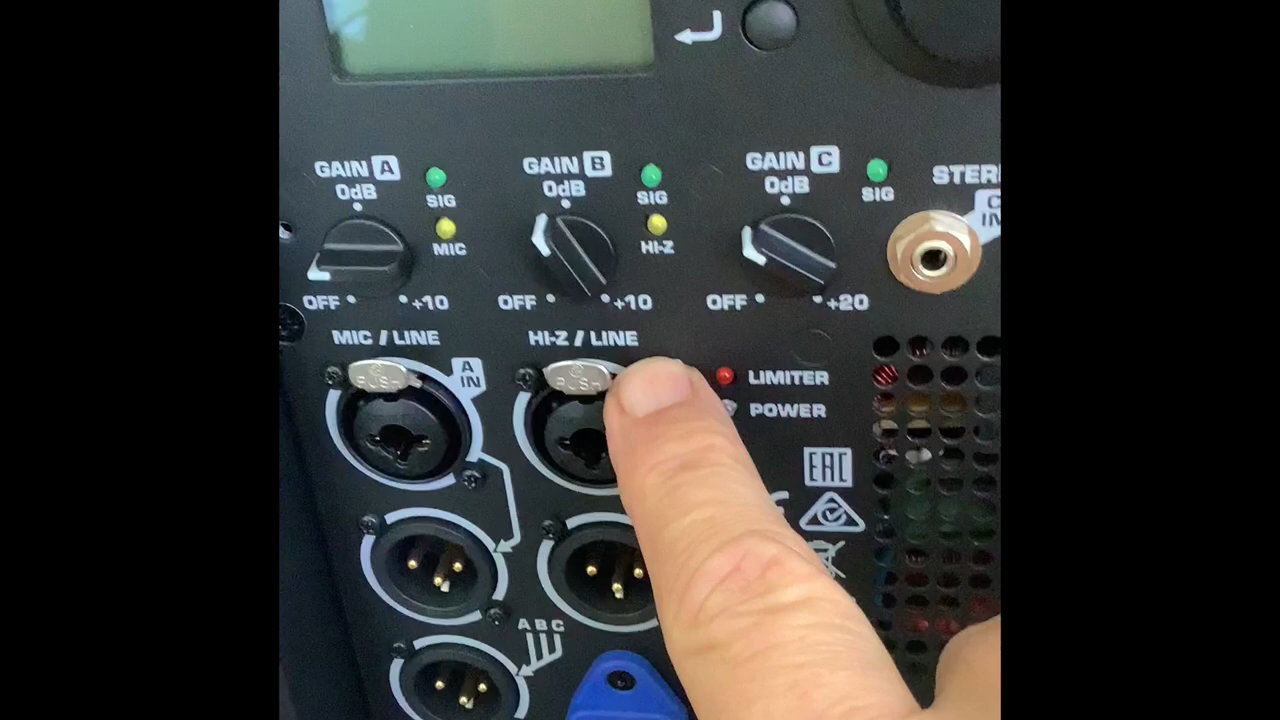 GAIN A
0dB
SIG
MIC
OFF
+10
GAIN B
0dB
SIG
HI-Z
OFF
+10
GAIN C
0dB
SIG
OFF
+20
MIC / LINE
PUSH
A
IN
HI-Z / LINE
PUSH
LIMITER
POWER
EAC
A B C